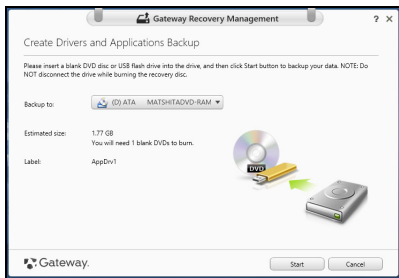 Gateway Recovery Management
? ×
Create Drivers and Applications Backup
Please insert a blank DVD disc or USB flash drive into the drive, and then click Start button to backup your data. NOTE: Do
NOT disconnect the drive while burning the recovery disc.
Backup to: (D) ATA MATSHITADVD-RAM
Estimated size: 1.77 GB
You will need 1 blank DVDs to burn.
Label: AppDrv1
DVD
Gateway.
Start Cancel